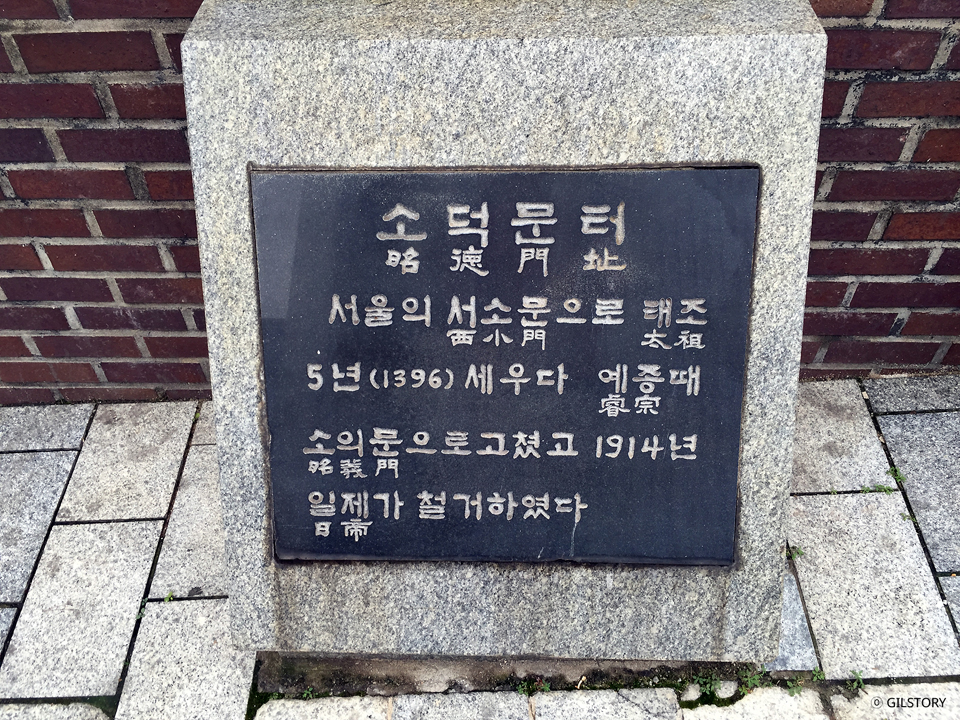 소덕문터
昭德門址
서울의 서소문으로 태조
西小門 太祖
5년(1396)세우다 예종때
睿宗
소의문으로고쳤고 1914년
昭義門
일제가 철거하였다
日帝
© GILSTORY